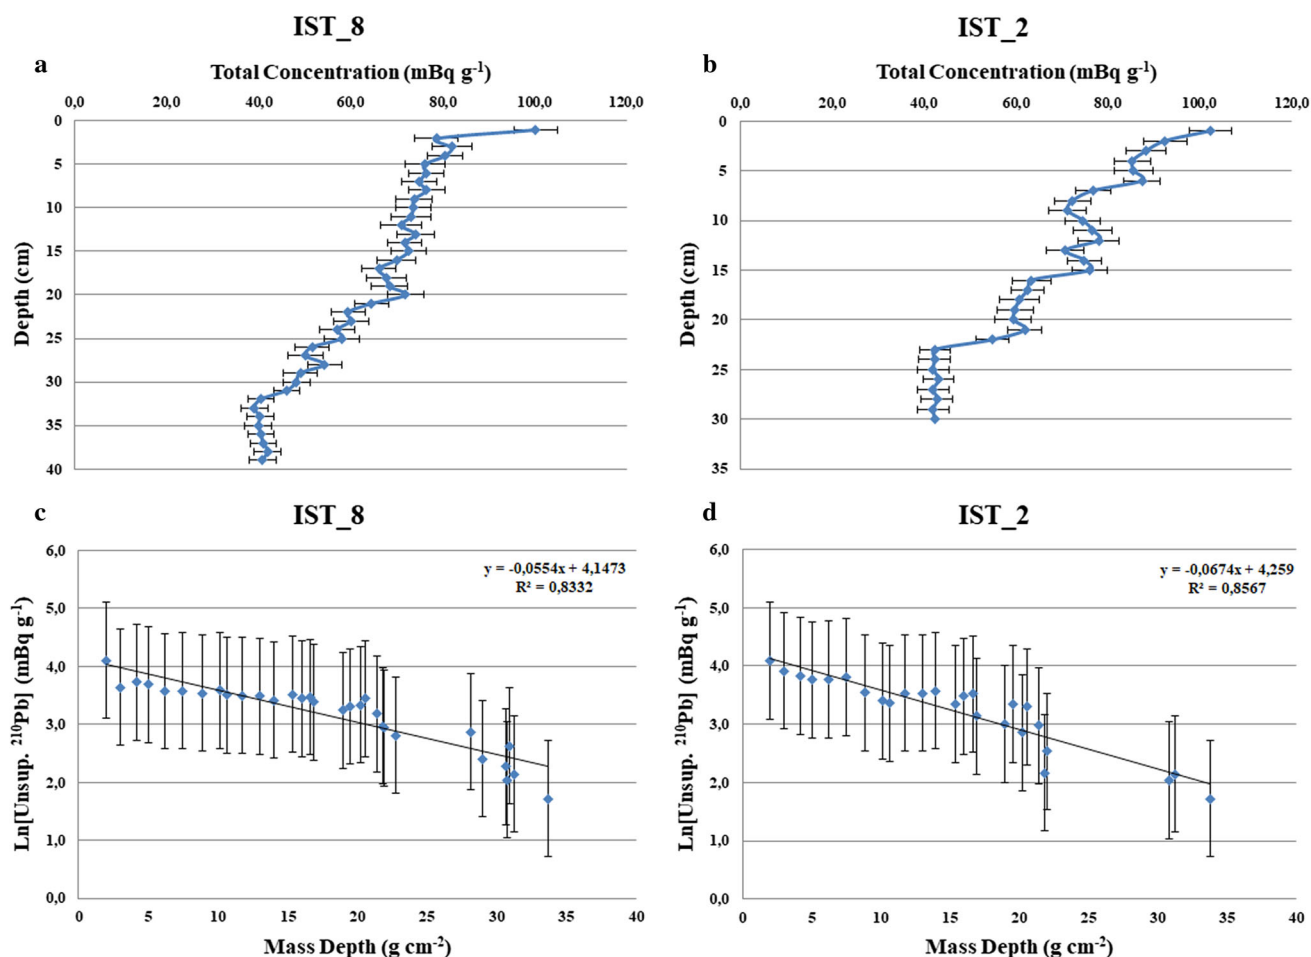 IST_8
a
Total Concentration (mBq g-1)
0,0 20,0 40,0 60,0 80,0 100,0 120,0
Depth (cm)
0
5
10
15
20
25
30
35
40
IST_2
b
Total Concentration (mBq g-1)
0,0 20,0 40,0 60,0 80,0 100,0 120,0
Depth (cm)
0
5
10
15
20
25
30
35
c
IST_8
Ln[Unsup. 210Pb] (mBq g-1)
6,0
5,0
4,0
3,0
2,0
1,0
0,0
y = -0,0554x + 4,1473
R² = 0,8332
0 5 10 15 20 25 30 35 40
Mass Depth (g cm-2)
d
IST_2
Ln[Unsup. 210Pb] (mBq g-1)
6,0
5,0
4,0
3,0
2,0
1,0
0,0
y = -0,0674x + 4,259
R² = 0,8567
0 5 10 15 20 25 30 35 40
Mass Depth (g cm-2)